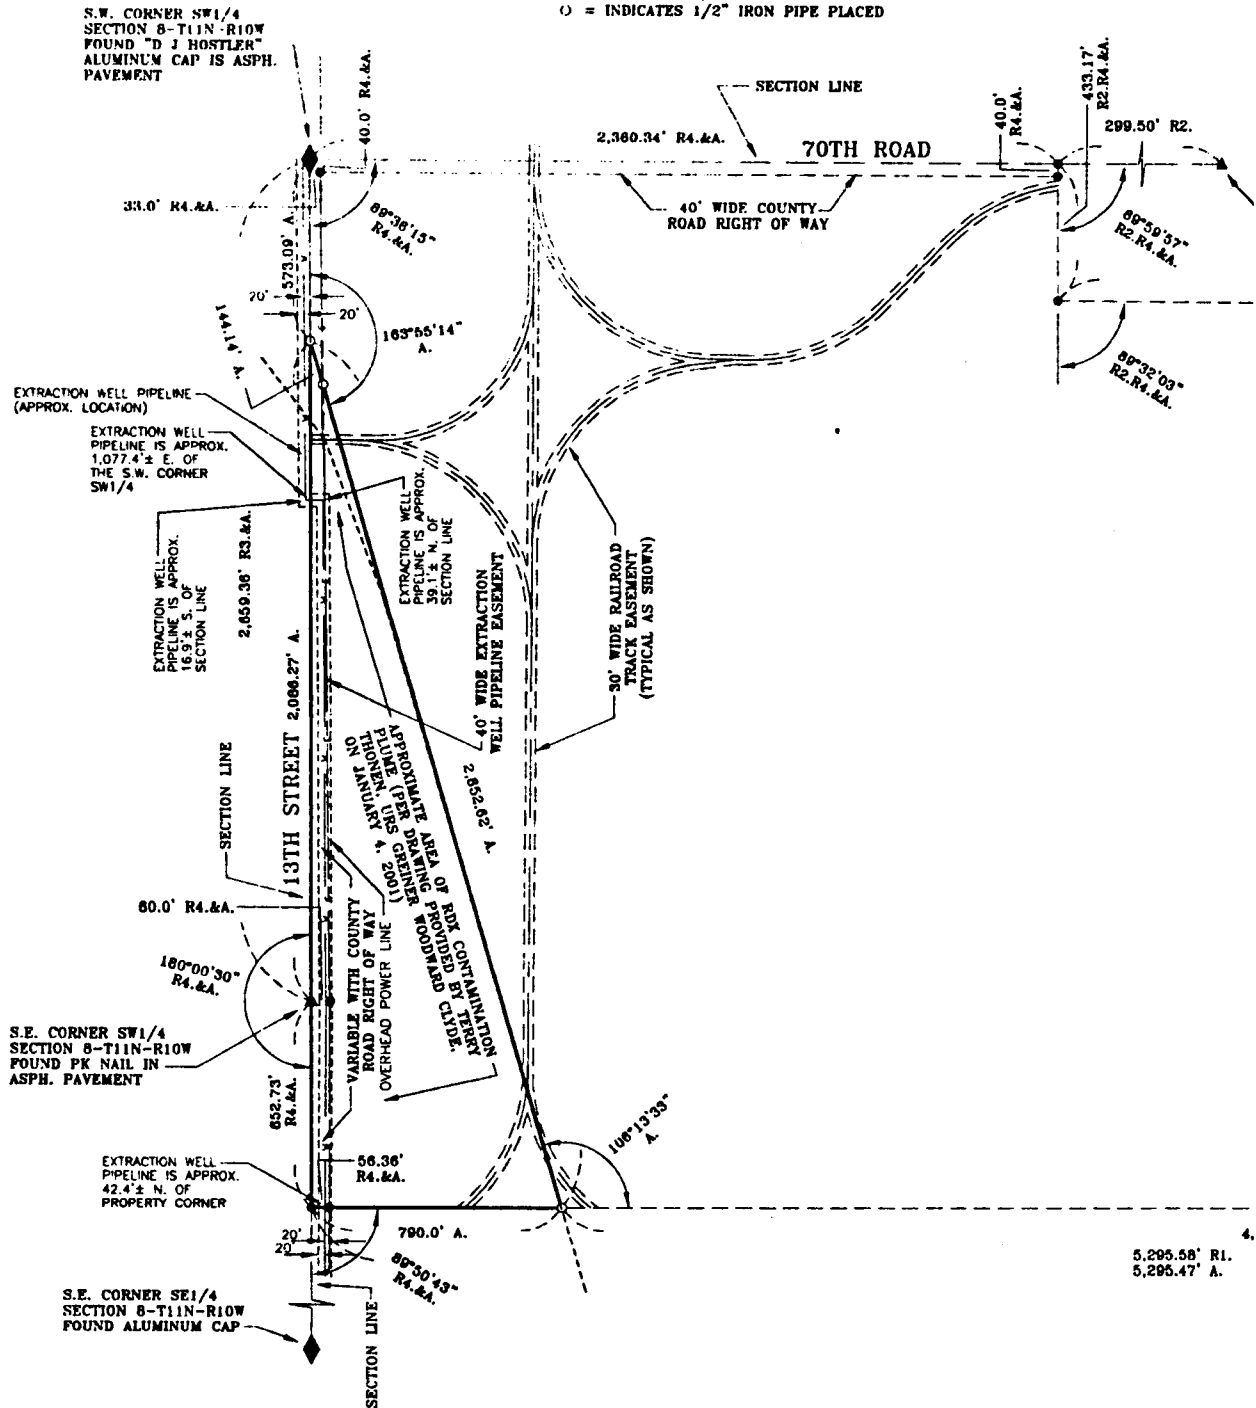 S.W. CORNER SW1/4
SECTION 8-T11N-R10W
FOUND "D J HOSTLER"
ALUMINUM CAP IS ASPH.
PAVEMENT
= INDICATES 1/2" IRON PIPE PLACED
40.0' R4.&A.
SECTION LINE
2,360.34' R4.&A.
70TH ROAD
40.0'
R4.&A.
433.17'
R2.R4.&A.
299.50' R2.
33.0' R4.&A.
89°36'15"
R4.&A.
40' WIDE COUNTY
ROAD RIGHT OF WAY
89°59'57"
R2.R4.&A.
573.09' A.
20'
20'
144.14' A.
163°55'14"
A.
89°32'03"
R2.R4.&A.
EXTRACTION WELL PIPELINE
(APPROX. LOCATION)
EXTRACTION WELL
PIPELINE IS APPROX.
1,077.4'± E. OF
THE S.W. CORNER
SW1/4
EXTRACTION WELL
PIPELINE IS APPROX.
16.9'± S. OF
SECTION LINE
2,659.36' R3.&A.
EXTRACTION WELL
PIPELINE IS APPROX.
39.1'± N. OF
SECTION LINE
40' WIDE EXTRACTION
WELL PIPELINE EASEMENT
30' WIDE RAILROAD
TRACK EASEMENT
(TYPICAL AS SHOWN)
13TH STREET
2,086.27' A.
2,852.62' A.
APPROXIMATE AREA OF RDX CONTAMINATION
PLUME (PER DRAWING PROVIDED BY TERRY
THONEN, URS GREINER WOODWARD CLYDE,
ON JANUARY 4, 2001)
SECTION LINE
60.0' R4.&A.
180°00'30"
R4.&A.
VARIABLE WITH COUNTY
ROAD RIGHT OF WAY
OVERHEAD POWER LINE
S.E. CORNER SW1/4
SECTION 8-T11N-R10W
FOUND PK NAIL IN
ASPH. PAVEMENT
652.73'
R4.&A.
106°13'33"
A.
EXTRACTION WELL
PIPELINE IS APPROX.
42.4'± N. OF
PROPERTY CORNER
56.36'
R4.&A.
20'
20'
790.0' A.
89°50'43"
R4.&A.
4,
5,295.58' R1.
5,295.47' A.
S.E. CORNER SE1/4
SECTION 8-T11N-R10W
FOUND ALUMINUM CAP
SECTION LINE